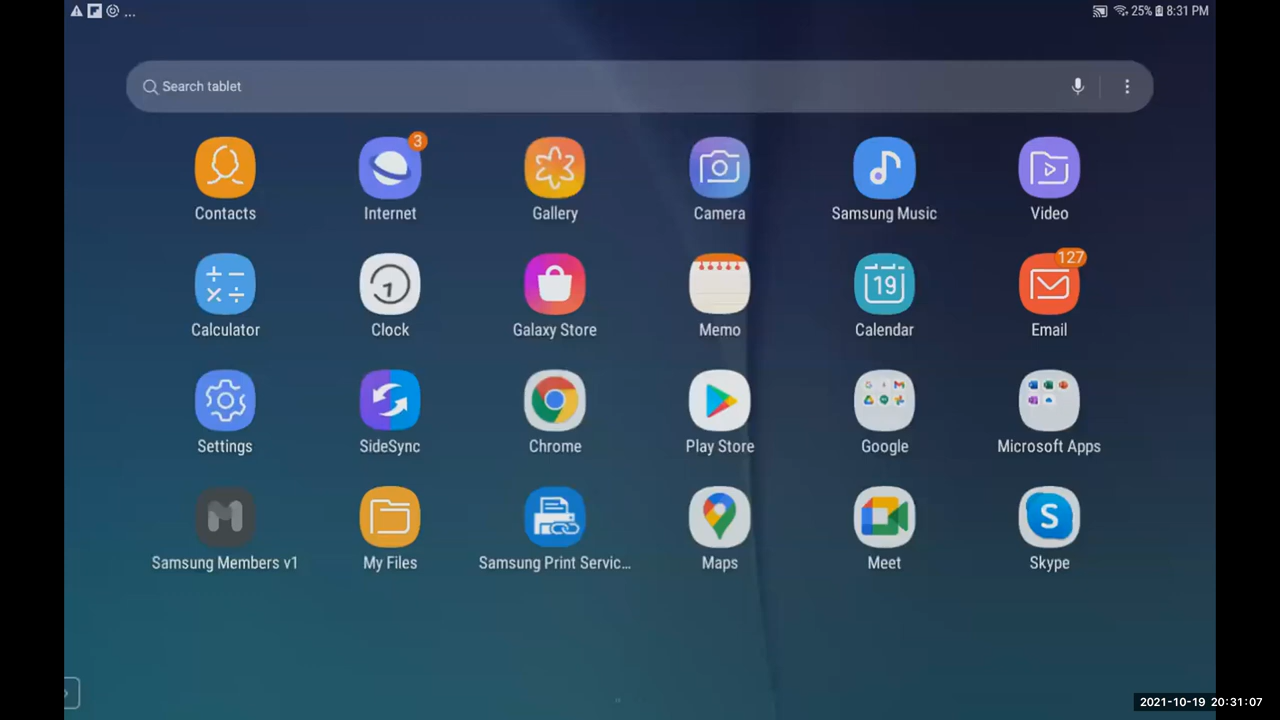 ... 25% 8:31 PM
Search tablet
3
Contacts Internet Gallery Camera Samsung Music Video
19 127
Calculator Clock Galaxy Store Memo Calendar Email
Settings SideSync Chrome Play Store Google Microsoft Apps
S
Samsung Members v1 My Files Samsung Print Servic... Maps Meet Skype
2021-10-19 20:31:07